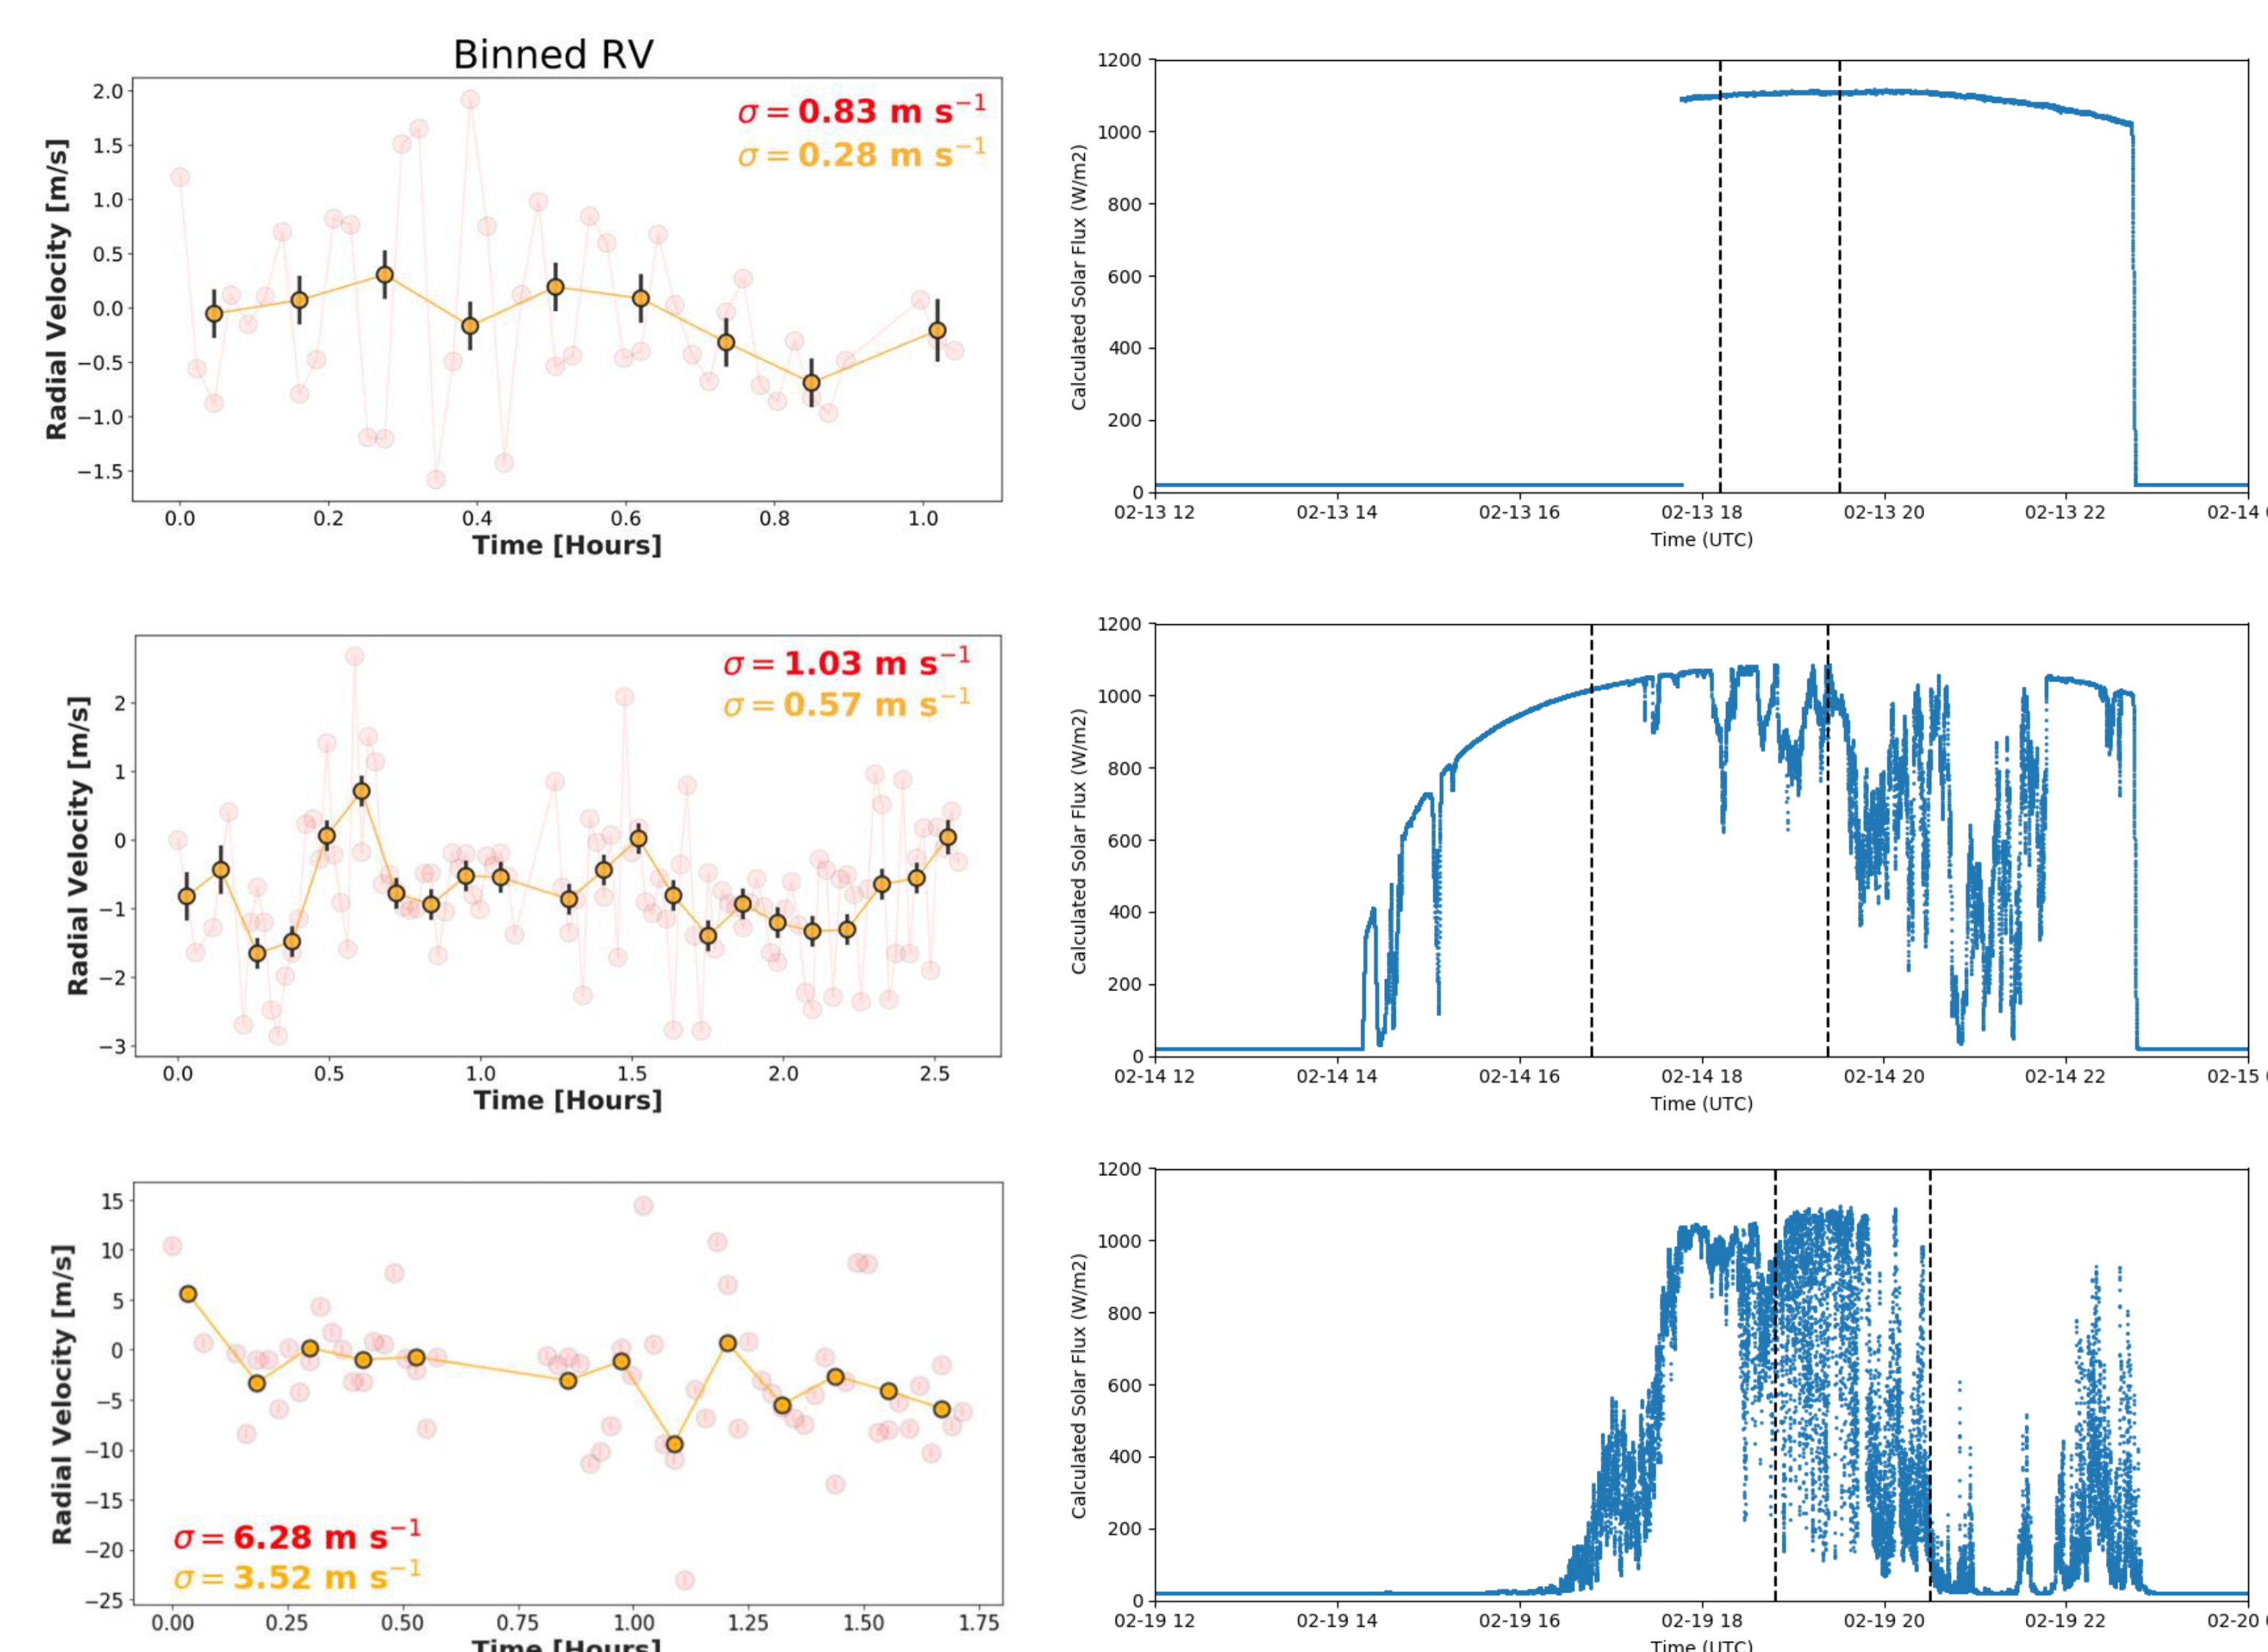 Binned RV
Radial Velocity [m/s]
2.0
1.5
1.0
0.5
0.0
−0.5
−1.0
−1.5
σ = 0.83 m s−1
σ = 0.28 m s−1
0.0 0.2 0.4 0.6 0.8 1.0
Time [Hours]
Calculated Solar Flux (W/m2)
1200
1000
800
600
400
200
0
02-13 12 02-13 14 02-13 16 02-13 18 02-13 20 02-13 22 02-14
Time (UTC)
Radial Velocity [m/s]
2
1
0
−1
−2
−3
σ = 1.03 m s−1
σ = 0.57 m s−1
0.0 0.5 1.0 1.5 2.0 2.5
Time [Hours]
Calculated Solar Flux (W/m2)
1200
1000
800
600
400
200
0
02-14 12 02-14 14 02-14 16 02-14 18 02-14 20 02-14 22 02-15
Time (UTC)
Radial Velocity [m/s]
15
10
5
0
−5
−10
−15
−20
−25
σ = 6.28 m s−1
σ = 3.52 m s−1
0.00 0.25 0.50 0.75 1.00 1.25 1.50 1.75
Time [Hours]
Calculated Solar Flux (W/m2)
1200
1000
800
600
400
200
0
02-19 12 02-19 14 02-19 16 02-19 18 02-19 20 02-19 22 02-20
Time (UTC)